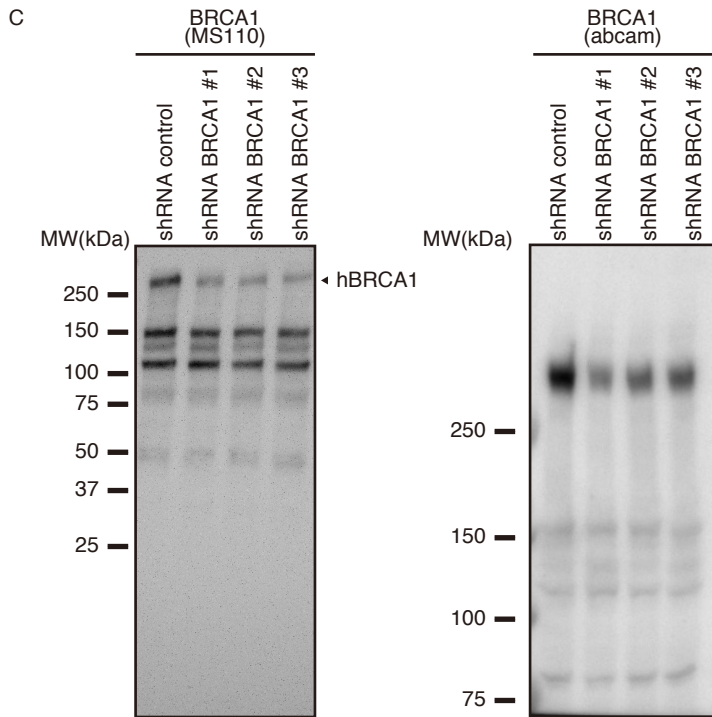 C
BRCA1
(MS110)
shRNA control
shRNA BRCA1 #1
shRNA BRCA1 #2
shRNA BRCA1 #3
MW(kDa)
250
150
100
75
50
37
25
hBRCA1
BRCA1
(abcam)
shRNA control
shRNA BRCA1 #1
shRNA BRCA1 #2
shRNA BRCA1 #3
MW(kDa)
250
150
100
75